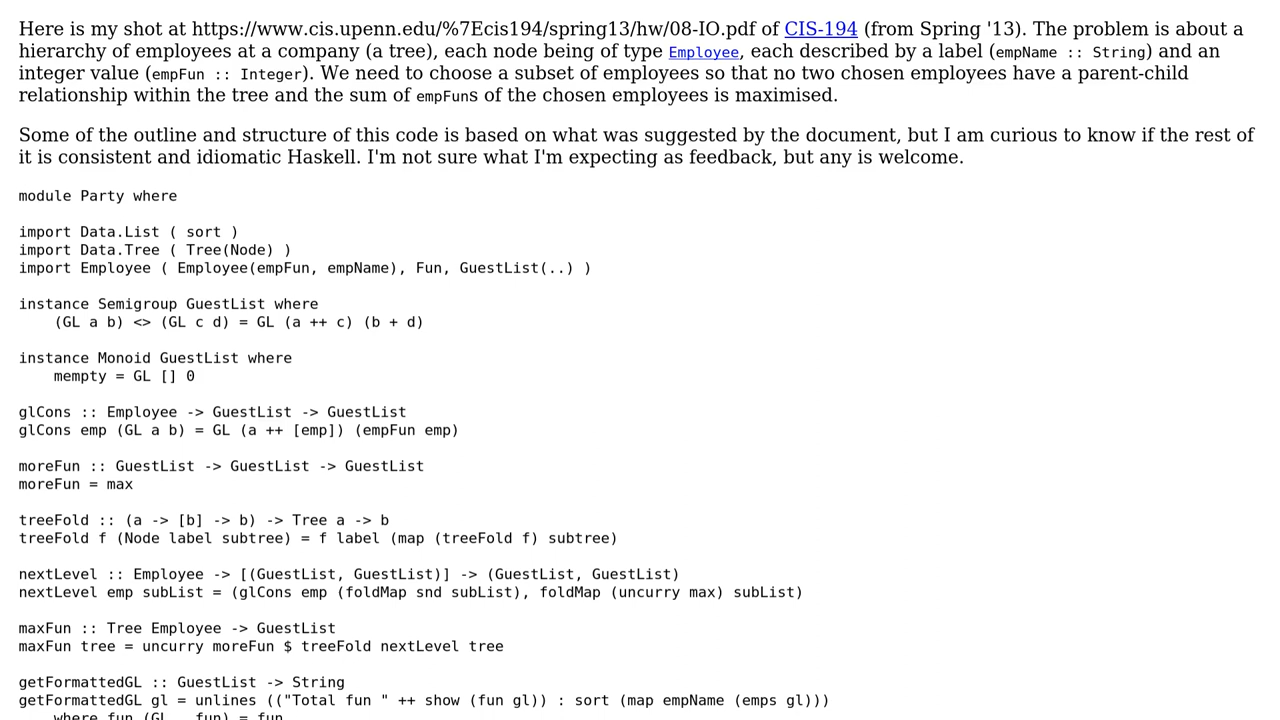 Here is my shot at https://www.cis.upenn.edu/%7Ecis194/spring13/hw/08-IO.pdf of CIS-194 (from Spring '13). The problem is about a
hierarchy of employees at a company (a tree), each node being of type Employee, each described by a label (empName :: String) and an
integer value (empFun :: Integer). We need to choose a subset of employees so that no two chosen employees have a parent-child
relationship within the tree and the sum of empFuns of the chosen employees is maximised.
Some of the outline and structure of this code is based on what was suggested by the document, but I am curious to know if the rest of
it is consistent and idiomatic Haskell. I'm not sure what I'm expecting as feedback, but any is welcome.
module Party where
import Data.List ( sort )
import Data.Tree ( Tree(Node) )
import Employee ( Employee(empFun, empName), Fun, GuestList(..) )
instance Semigroup GuestList where
    (GL a b) <> (GL c d) = GL (a ++ c) (b + d)
instance Monoid GuestList where
    mempty = GL [] 0
glCons :: Employee -> GuestList -> GuestList
glCons emp (GL a b) = GL (a ++ [emp]) (empFun emp)
moreFun :: GuestList -> GuestList -> GuestList
moreFun = max
treeFold :: (a -> [b] -> b) -> Tree a -> b
treeFold f (Node label subtree) = f label (map (treeFold f) subtree)
nextLevel :: Employee -> [(GuestList, GuestList)] -> (GuestList, GuestList)
nextLevel emp subList = (glCons emp (foldMap snd subList), foldMap (uncurry max) subList)
maxFun :: Tree Employee -> GuestList
maxFun tree = uncurry moreFun $ treeFold nextLevel tree
getFormattedGL :: GuestList -> String
getFormattedGL gl = unlines (("Total fun " ++ show (fun gl)) : sort (map empName (emps gl)))
    where fun (GL _ fun) = fun